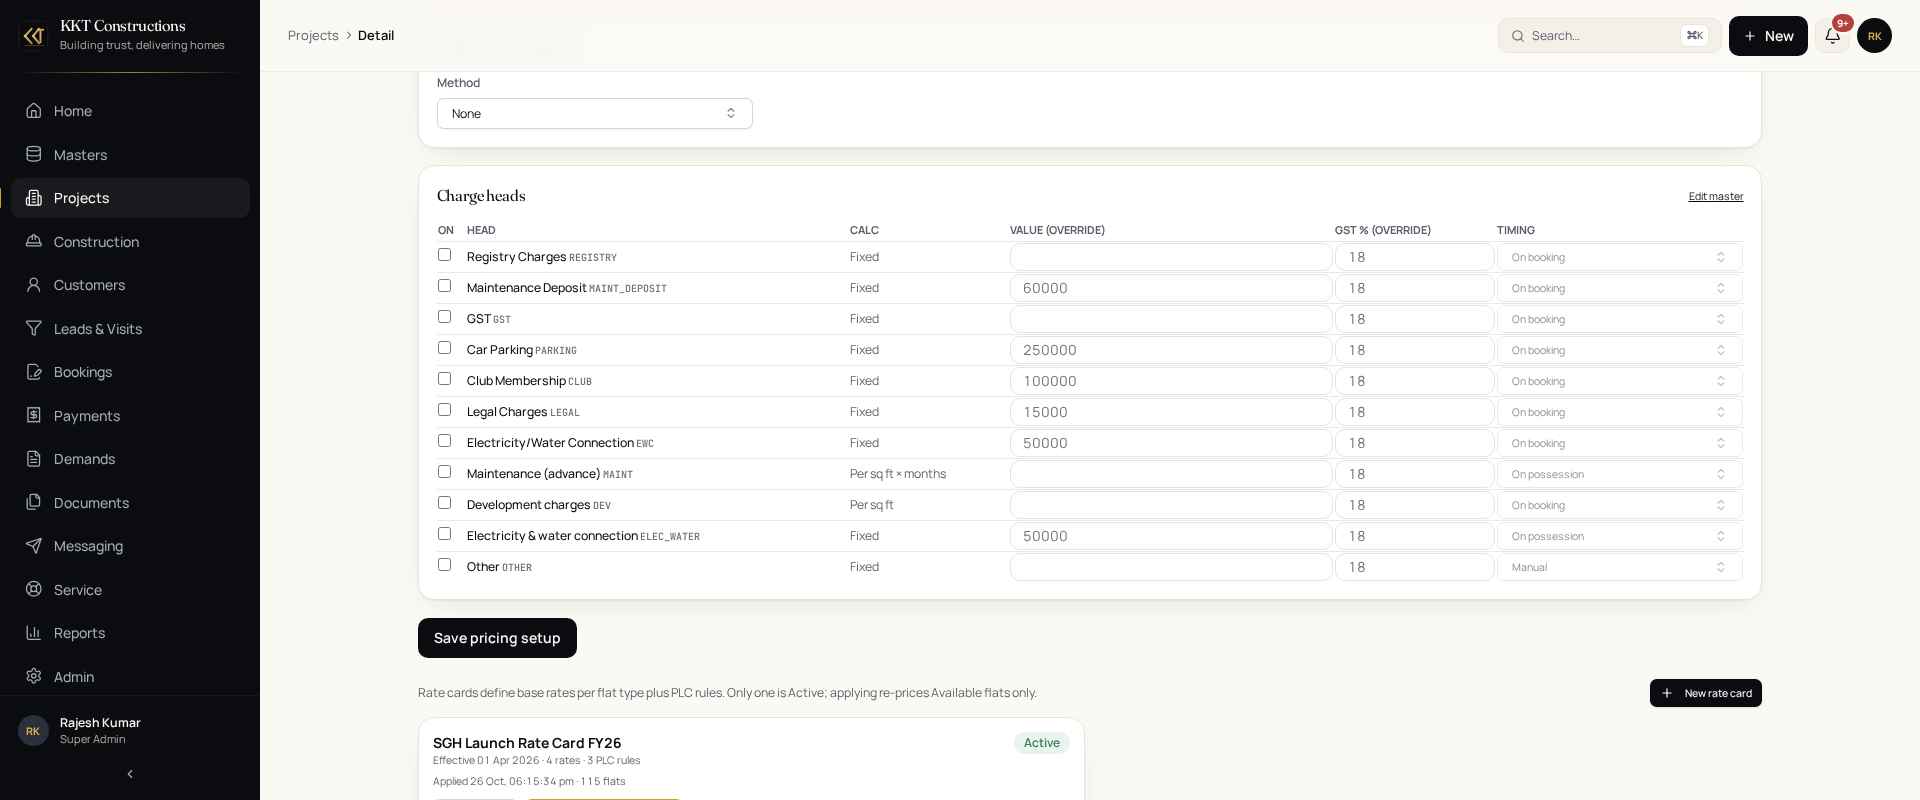 KKT Constructions
Building trust, delivering homes
Home
Masters
Projects
Construction
Customers
Leads & Visits
Bookings
Payments
Demands
Documents
Messaging
Service
Reports
Admin
RK
Rajesh Kumar
Super Admin
Projects > Detail
Search...
⌘K
+ New
9+
RK
Method
None
Charge heads
Edit master
ON HEAD CALC VALUE (OVERRIDE) GST % (OVERRIDE) TIMING
Registry Charges REGISTRY Fixed 18 On booking
Maintenance Deposit MAINT_DEPOSIT Fixed 60000 18 On booking
GST GST Fixed 18 On booking
Car Parking PARKING Fixed 250000 18 On booking
Club Membership CLUB Fixed 100000 18 On booking
Legal Charges LEGAL Fixed 15000 18 On booking
Electricity/Water Connection EWC Fixed 50000 18 On booking
Maintenance (advance) MAINT Per sq ft × months 18 On possession
Development charges DEV Per sq ft 18 On booking
Electricity & water connection ELEC_WATER Fixed 50000 18 On possession
Other OTHER Fixed 18 Manual
Save pricing setup
Rate cards define base rates per flat type plus PLC rules. Only one is Active; applying re-prices Available flats only.
+ New rate card
SGH Launch Rate Card FY26
Active
Effective 01 Apr 2026 · 4 rates · 3 PLC rules
Applied 26 Oct, 06:15:34 pm · 115 flats